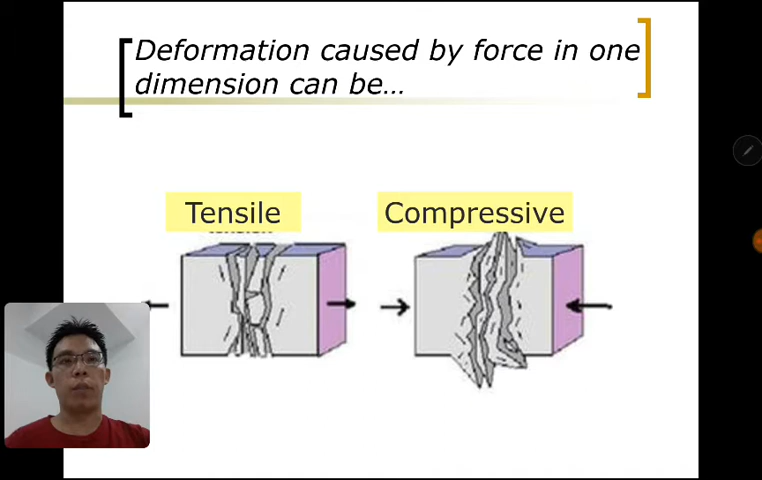 Deformation caused by force in one
dimension can be...
Tensile
Compressive